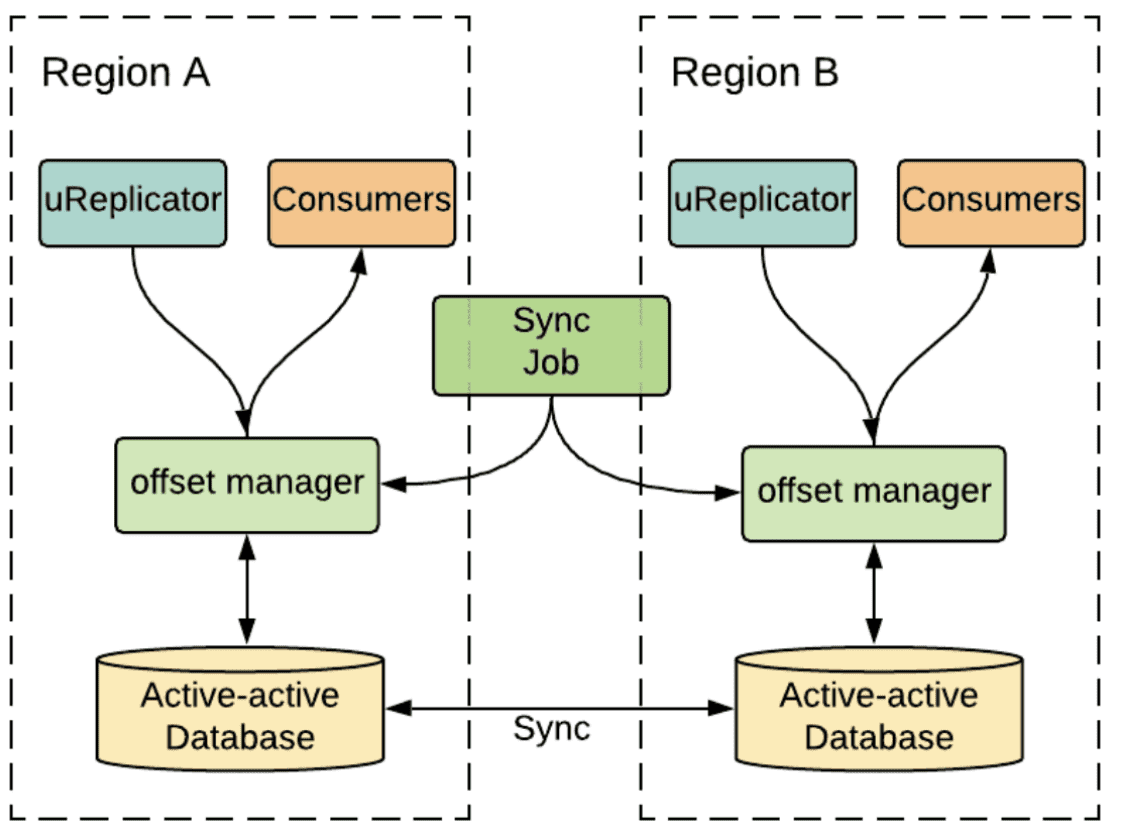 Region A
Region B
uReplicator
Consumers
uReplicator
Consumers
Sync
Job
offset manager
offset manager
Active-active
Database
Sync
Active-active
Database